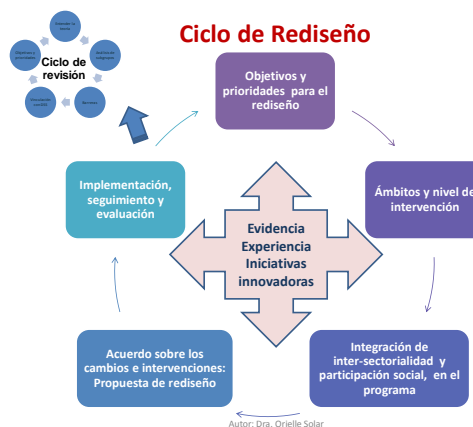 Ciclo de Rediseño
Objetivos y
prioridades
Ciclo de
revisión
Objetivos y
prioridades para el
rediseño
Implementación,
seguimiento y
evaluación
Ámbitos y nivel de
intervención
Evidencia
Experiencia
Iniciativas
innovadoras
Acuerdo sobre los
cambios e intervenciones:
Propuesta de rediseño
Integración de
inter-sectorialidad y
participación social, en el
programa
Autor: Dra. Orielle Solar